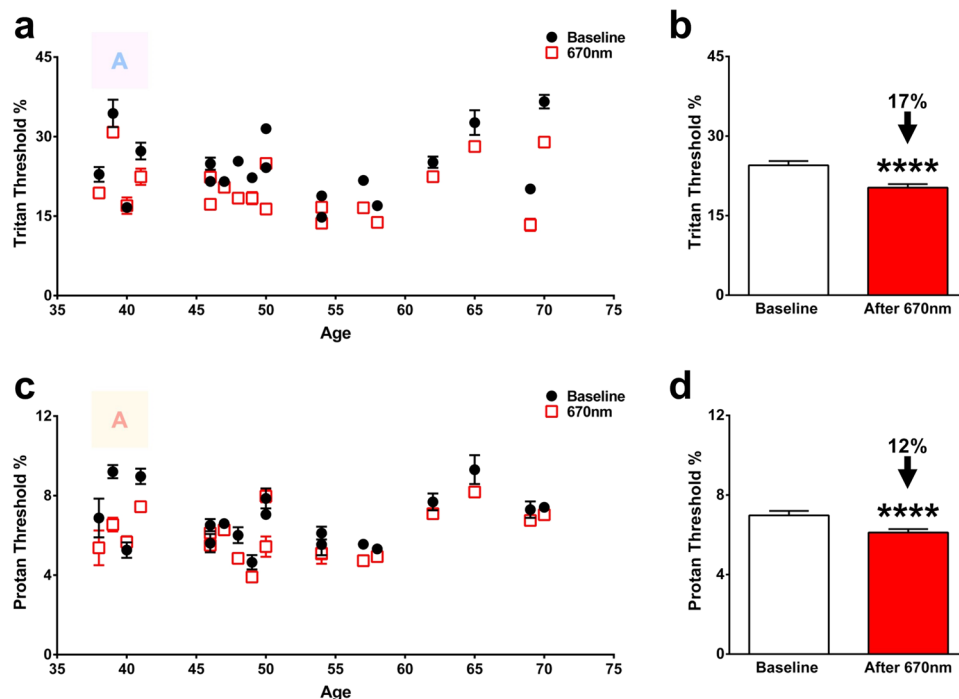 a
Baseline
670nm
A
Tritan Threshold %
45
30
15
0
35 40 45 50 55 60 65 70 75
Age
b
Tritan Threshold %
45
30
15
0
17%
****
Baseline After 670nm
c
Baseline
670nm
A
Protan Threshold %
12
8
4
0
35 40 45 50 55 60 65 70 75
Age
d
Protan Threshold %
12
8
4
0
12%
****
Baseline After 670nm